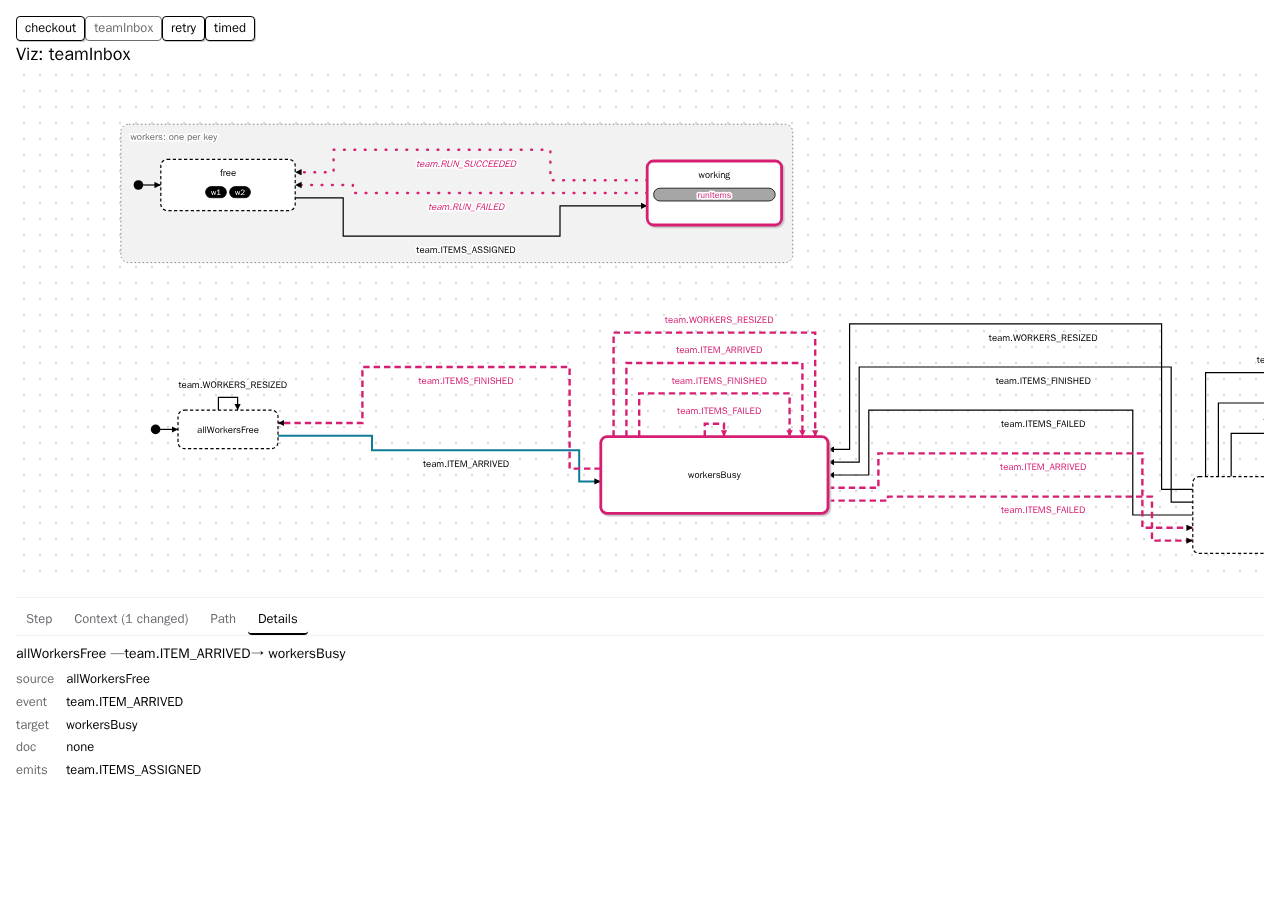 checkout teamInbox retry timed
Viz: teamInbox
workers: one per key
free
w1 w2
team.RUN_SUCCEEDED
team.RUN_FAILED
team.ITEMS_ASSIGNED
working
runItems
team.WORKERS_RESIZED
allWorkersFree
team.ITEMS_FINISHED
team.ITEM_ARRIVED
team.WORKERS_RESIZED
team.ITEM_ARRIVED
team.ITEMS_FINISHED
team.ITEMS_FAILED
workersBusy
team.WORKERS_RESIZED
team.ITEMS_FINISHED
team.ITEMS_FAILED
team.ITEM_ARRIVED
team.ITEMS_FAILED
Step Context (1 changed) Path Details
allWorkersFree —team.ITEM_ARRIVED→ workersBusy
source allWorkersFree
event team.ITEM_ARRIVED
target workersBusy
doc none
emits team.ITEMS_ASSIGNED